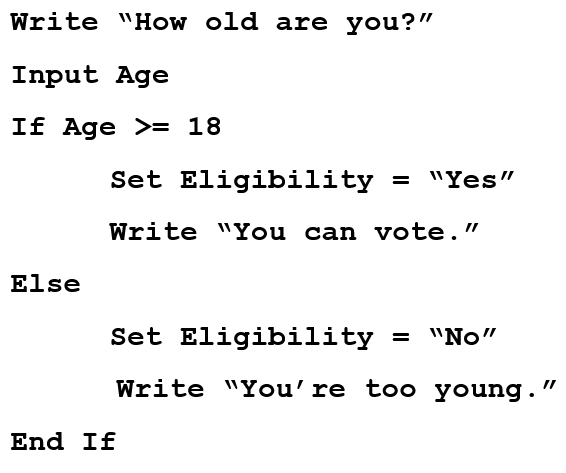 Write “How old are you?”
Input Age
If Age >= 18
Set Eligibility = “Yes”
Write “You can vote.”
Else
Set Eligibility = “No”
Write “You’re too young.”
End If